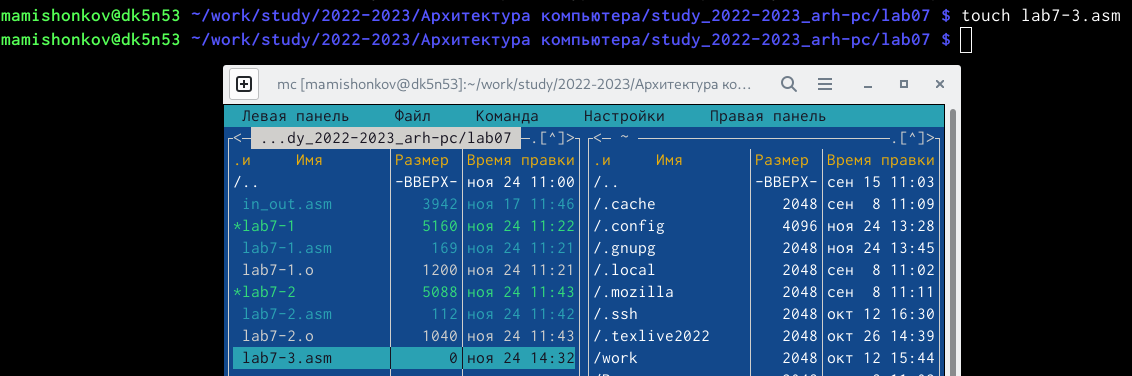 mamishonkov@dk5n53 ~/work/study/2022-2023/Архитектура компьютера/study_2022-2023_arh-pc/lab07 $ touch lab7-3.asm
mamishonkov@dk5n53 ~/work/study/2022-2023/Архитектура компьютера/study_2022-2023_arh-pc/lab07 $
mc [mamishonkov@dk5n53]:~/work/study/2022-2023/Архитектура ко...
Левая панель Файл Команда Настройки Правая панель
<─ ...dy_2022-2023_arh-pc/lab07 ─.[^]> <─ ~ ─.[^]>
.и Имя Размер Время правки .и Имя Размер Время правки
/.. -ВВЕРХ- ноя 24 11:00 /.. -ВВЕРХ- сен 15 11:03
in_out.asm 3942 ноя 17 11:46 /.cache 2048 сен 8 11:09
*lab7-1 5160 ноя 24 11:22 /.config 4096 ноя 24 13:28
lab7-1.asm 169 ноя 24 11:21 /.gnupg 2048 ноя 24 13:45
lab7-1.o 1200 ноя 24 11:21 /.local 2048 сен 8 11:02
*lab7-2 5088 ноя 24 11:43 /.mozilla 2048 сен 8 11:11
lab7-2.asm 112 ноя 24 11:42 /.ssh 2048 окт 12 16:30
lab7-2.o 1040 ноя 24 11:43 /.texlive2022 2048 окт 26 14:39
lab7-3.asm 0 ноя 24 14:32 /work 2048 окт 12 15:44